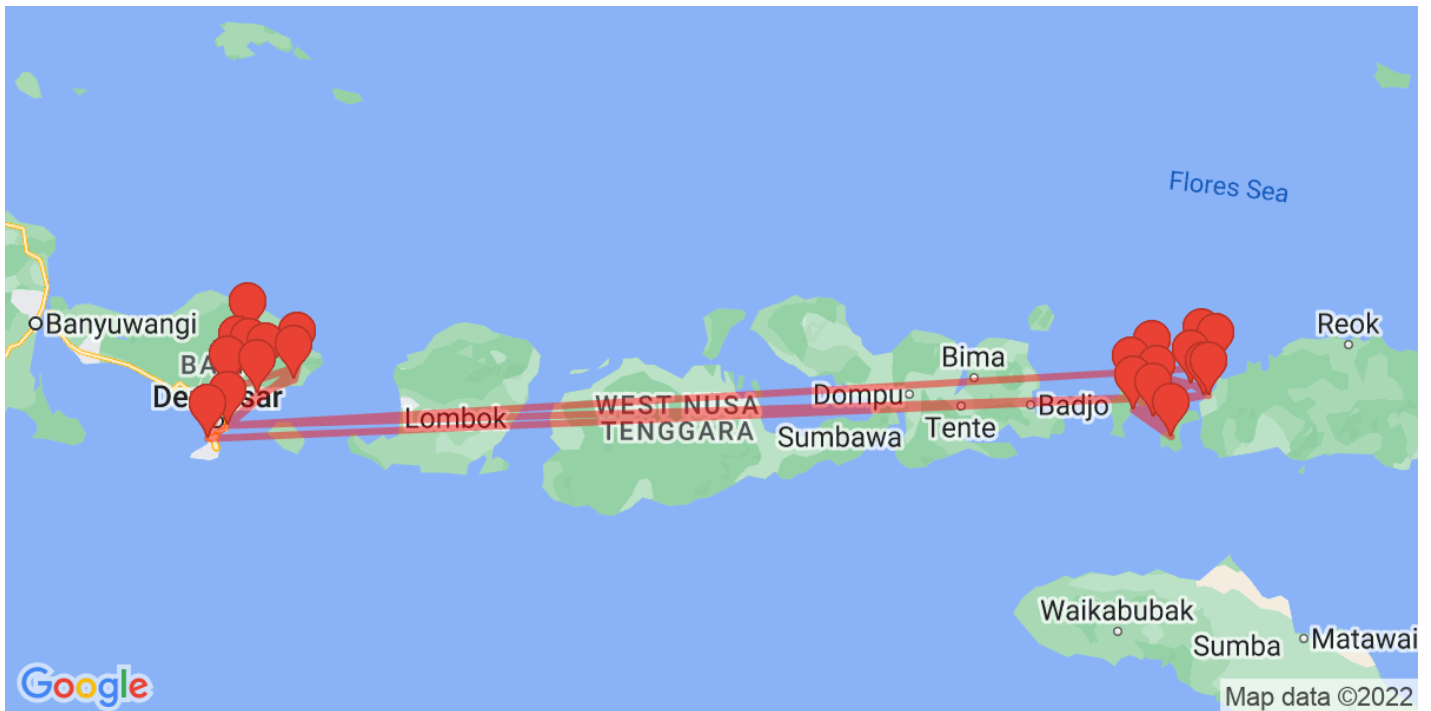 Flores Sea
Banyuwangi
Reok
Bima
Dompu
Badjo
Lombok
WEST NUSA
TENGGARA
Sumbawa
Tente
Waikabubak
Sumba
Matawai
Google
Map data ©2022